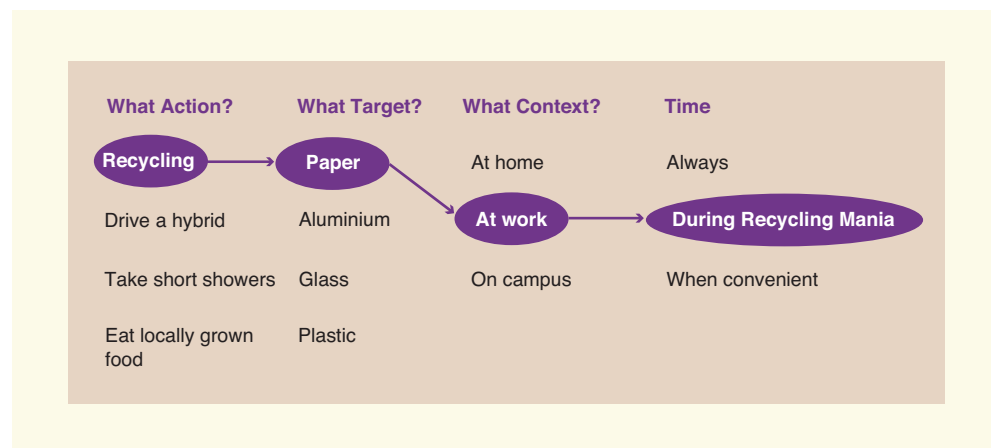 What Action? What Target? What Context? Time
Recycling Paper At home Always
Drive a hybrid Aluminium At work During Recycling Mania
Take short showers Glass On campus When convenient
Eat locally grown Plastic
food